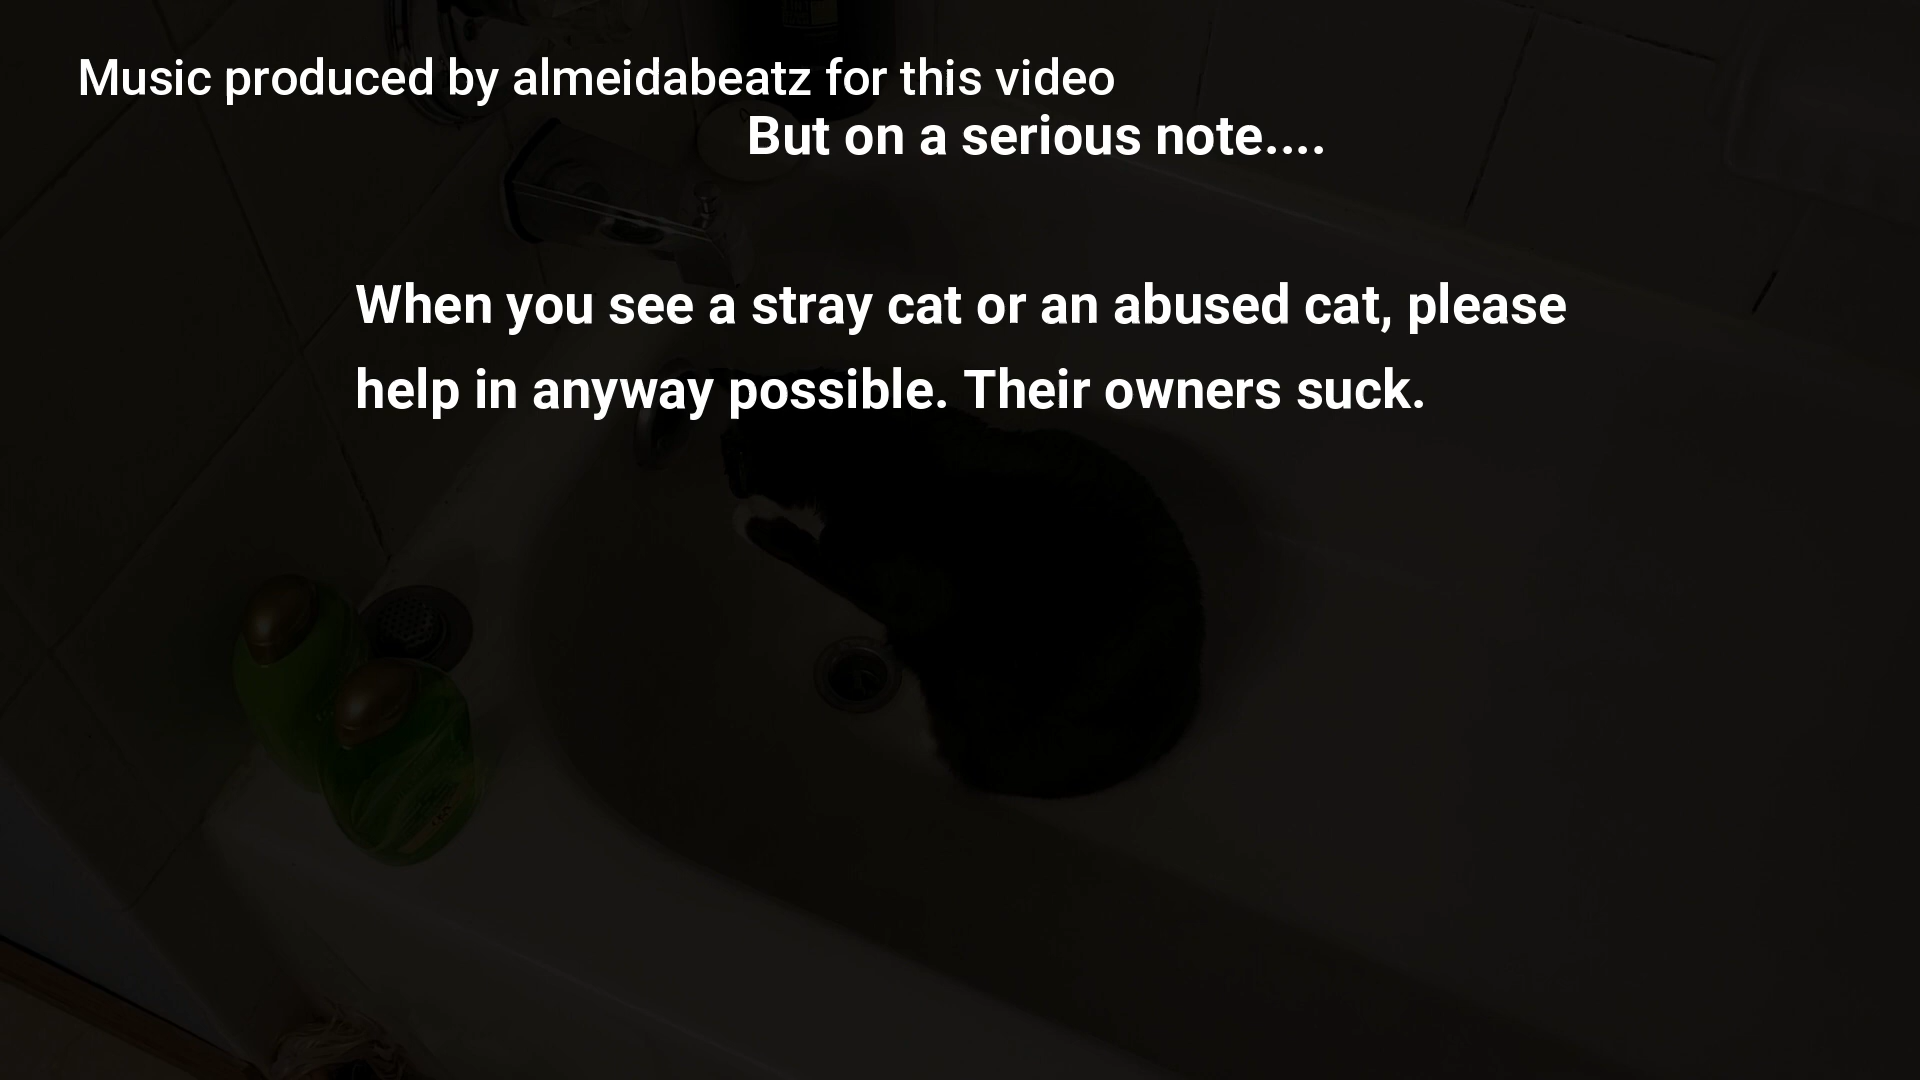 Music produced by almeidabeatz for this video
But on a serious note....
When you see a stray cat or an abused cat, please
help in anyway possible. Their owners suck.